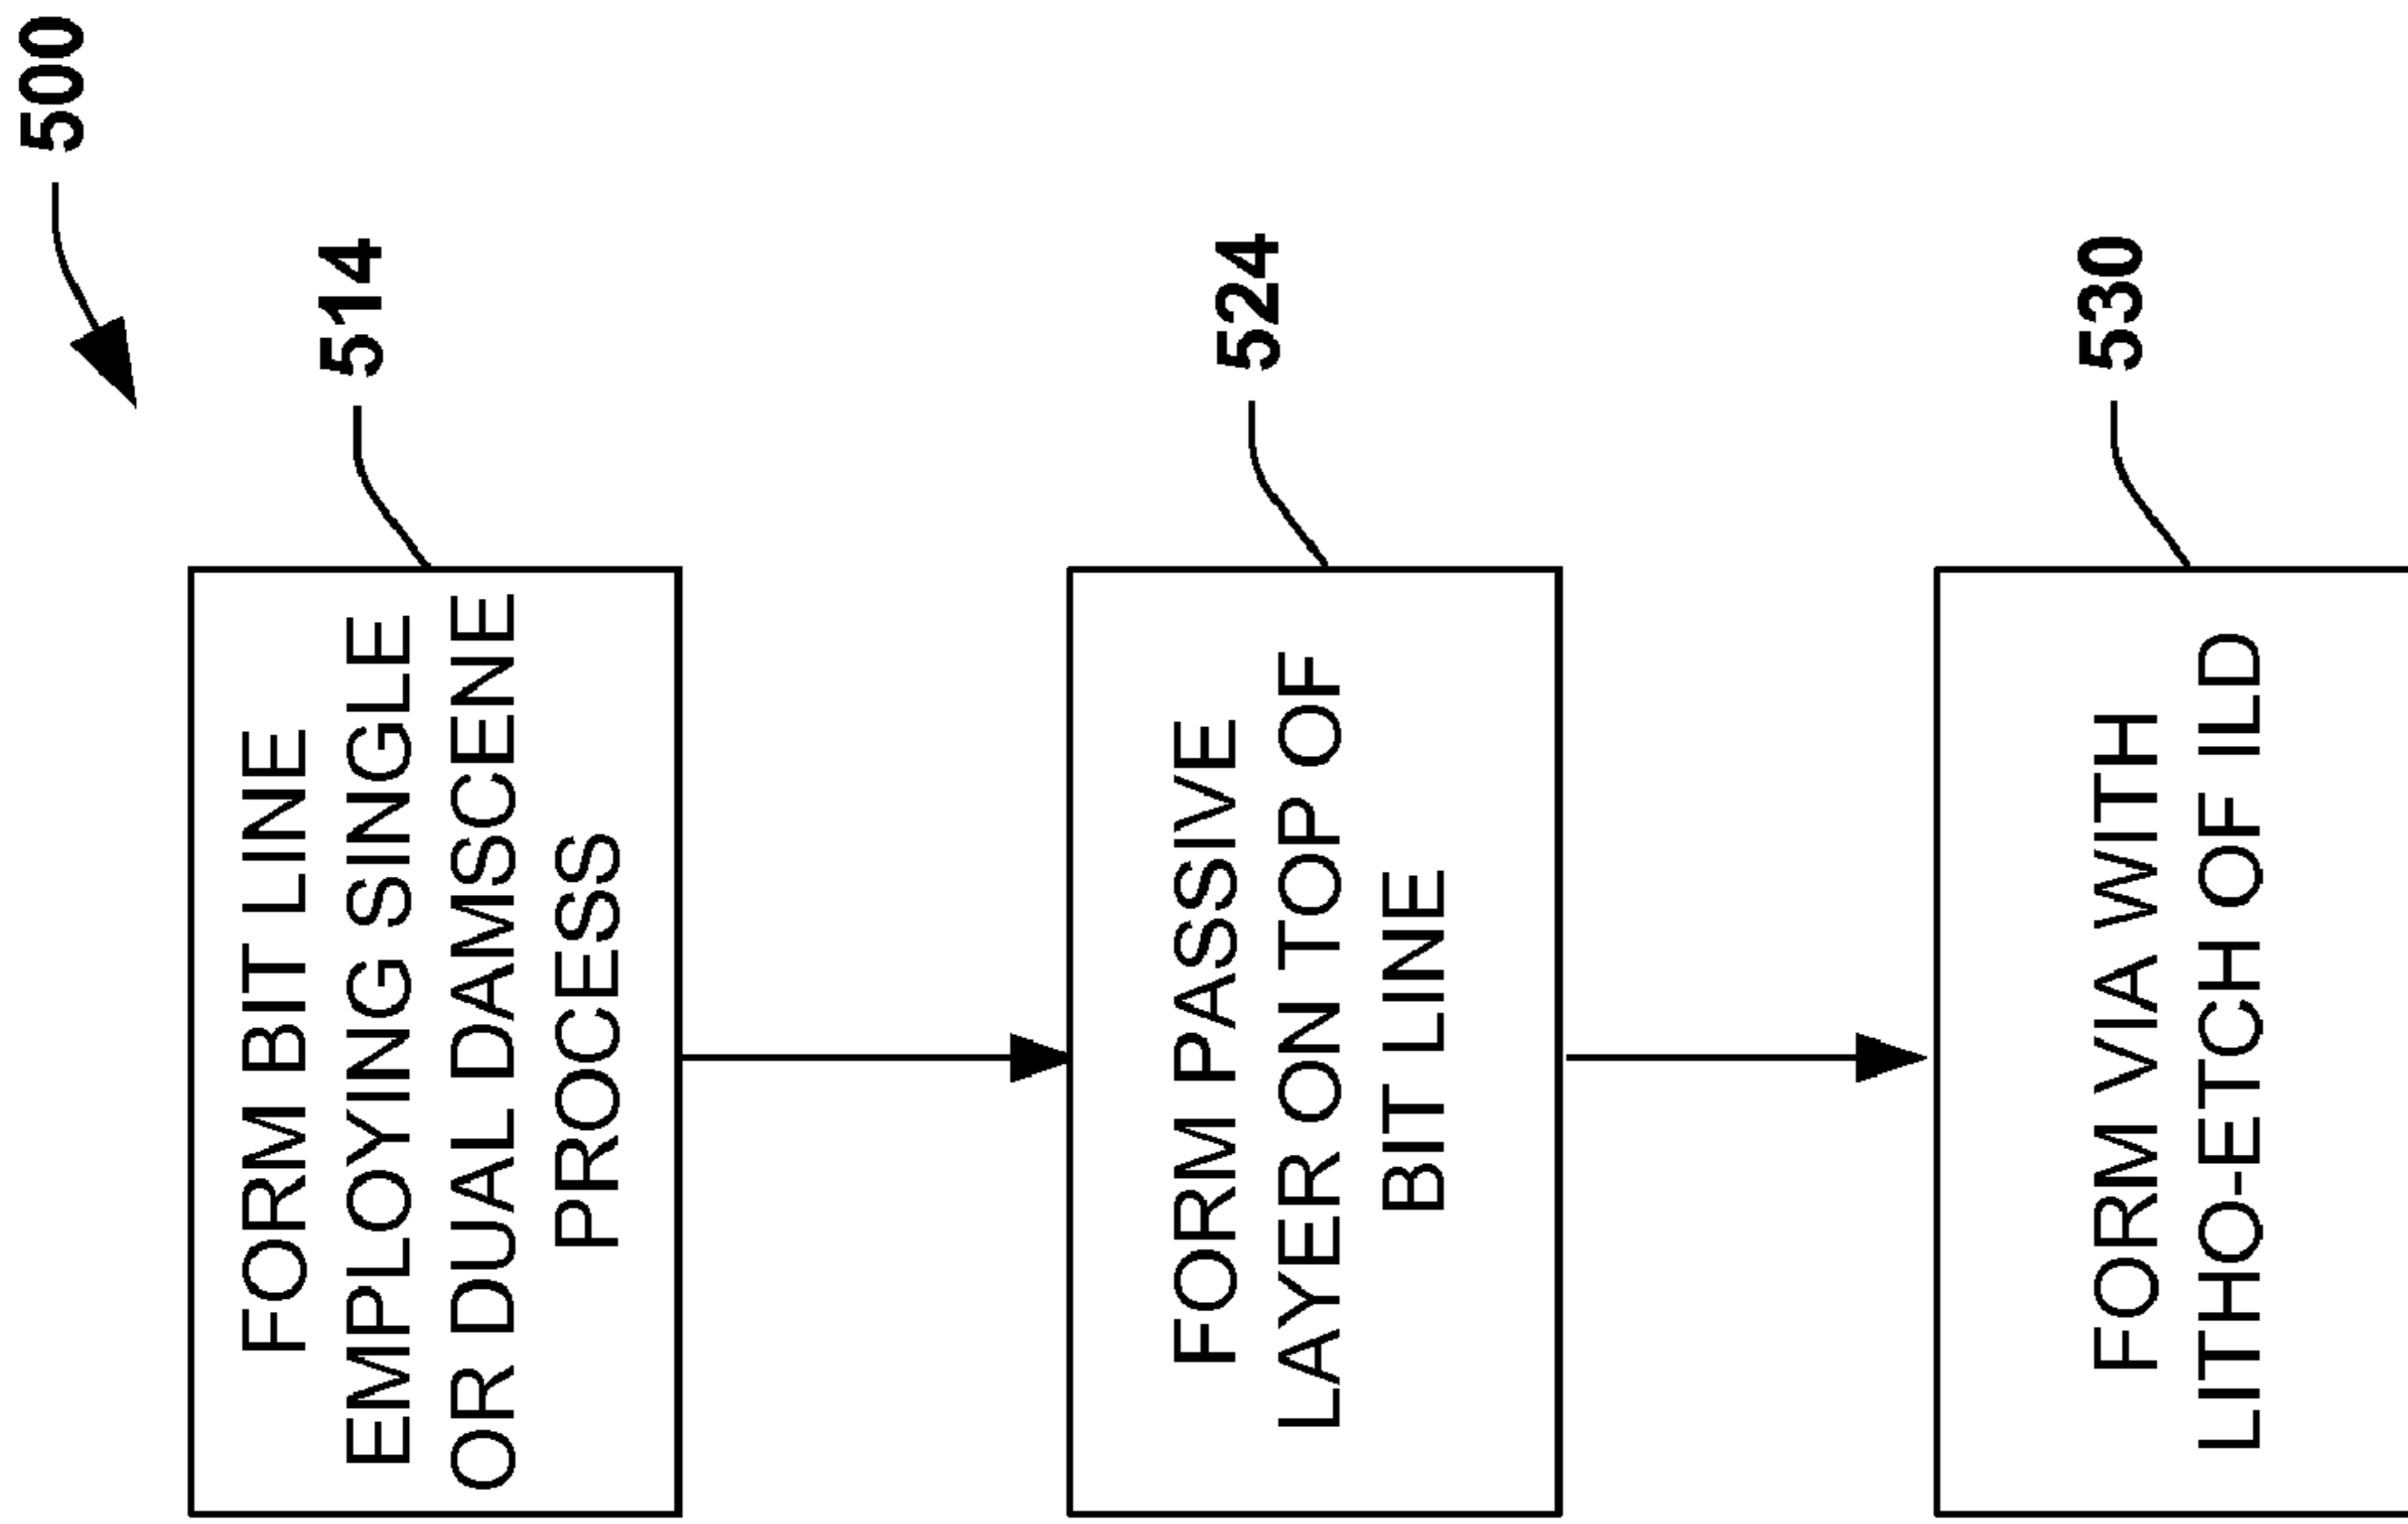 500
514
FORM BIT LINE
EMPLOYING SINGLE
OR DUAL DAMSCENE
PROCESS
524
FORM PASSIVE
LAYER ON TOP OF
BIT LINE
530
FORM VIA WITH
LITHO-ETCH OF ILD